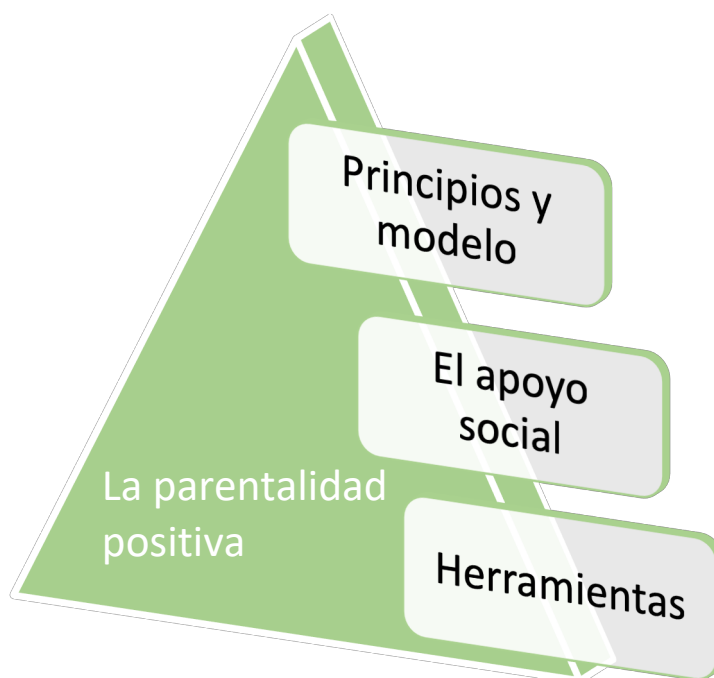 Principios y
modelo
El apoyo
social
La parentalidad
positiva
Herramientas